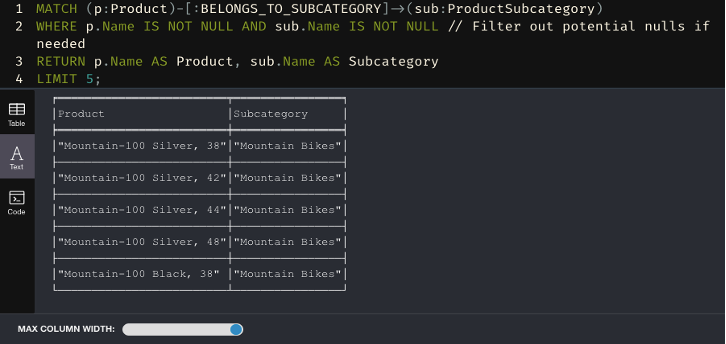 1 MATCH (p:Product)-[:BELONGS_TO_SUBCATEGORY]→(sub:ProductSubcategory)
2 WHERE p.Name IS NOT NULL AND sub.Name IS NOT NULL // Filter out potential nulls if
needed
3 RETURN p.Name AS Product, sub.Name AS Subcategory
4 LIMIT 5;
Table
Text
Code
Product Subcategory
"Mountain-100 Silver, 38" "Mountain Bikes"
"Mountain-100 Silver, 42" "Mountain Bikes"
"Mountain-100 Silver, 44" "Mountain Bikes"
"Mountain-100 Silver, 48" "Mountain Bikes"
"Mountain-100 Black, 38" "Mountain Bikes"
MAX COLUMN WIDTH: